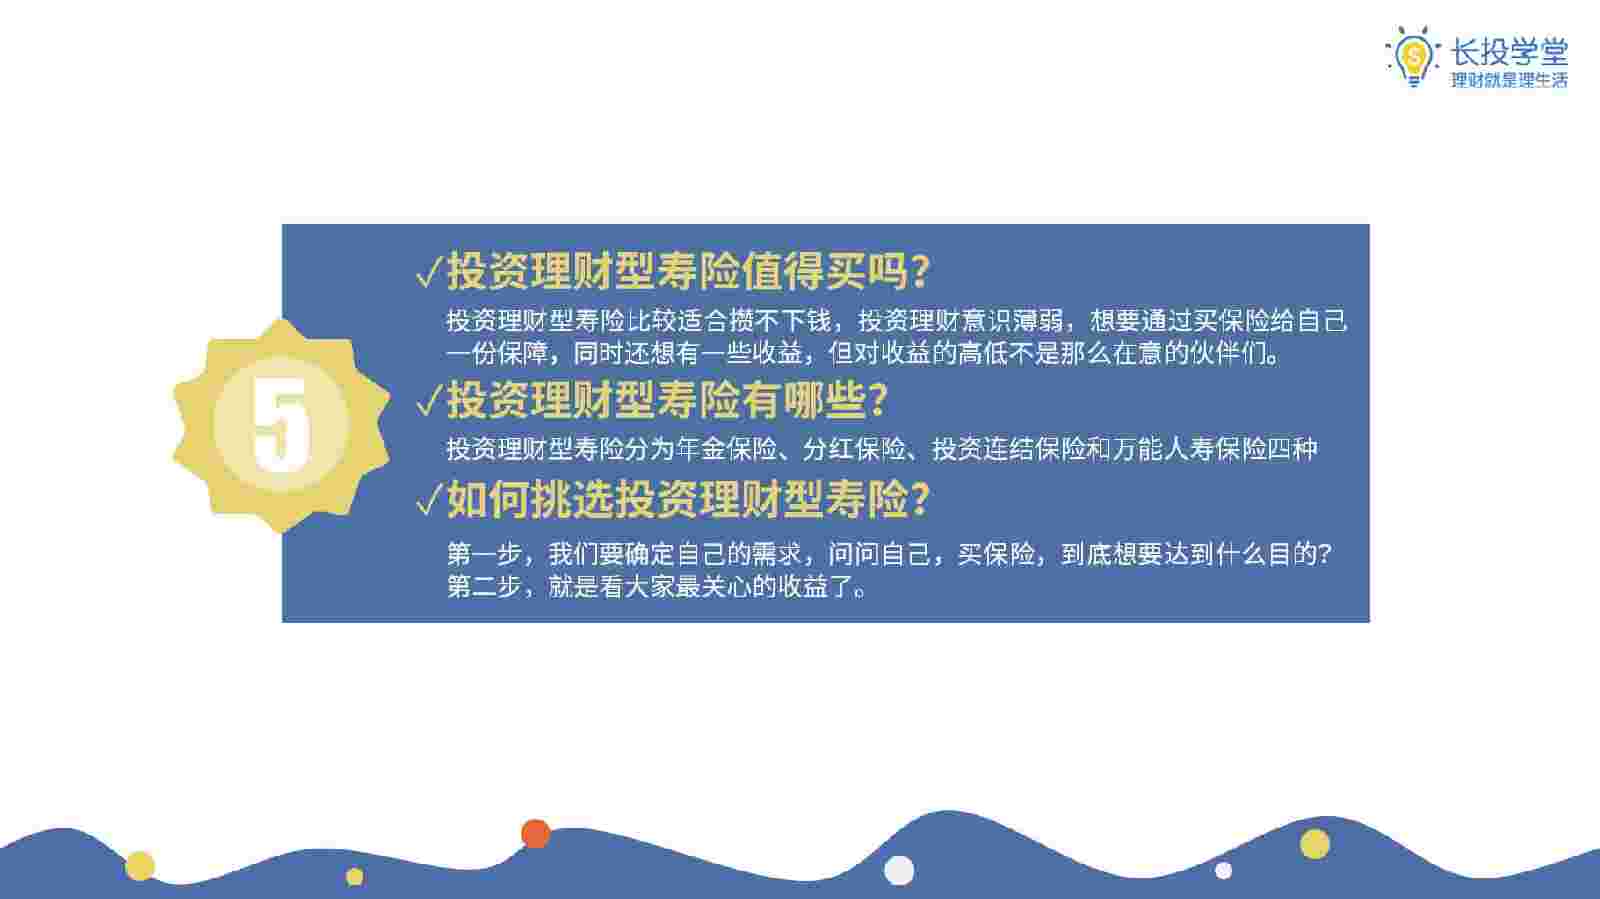 长投学堂
理财就是理生活
✓投资理财型寿险值得买吗？
投资理财型寿险比较适合攒不下钱，投资理财意识薄弱，想要通过买保险给自己
一份保障，同时还想有一些收益，但对收益的高低不是那么在意的伙伴们。
5
✓投资理财型寿险有哪些？
投资理财型寿险分为年金保险、分红保险、投资连结保险和万能人寿保险四种
✓如何挑选投资理财型寿险？
第一步，我们要确定自己的需求，问问自己，买保险，到底想要达到什么目的？
第二步，就是看大家最关心的收益了。